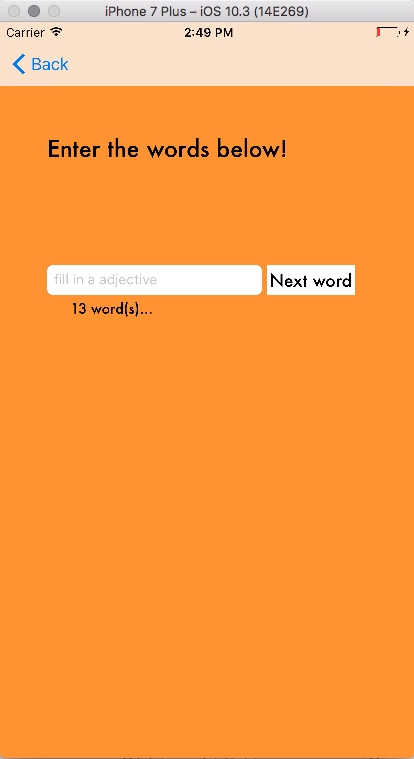 iPhone 7 Plus – iOS 10.3 (14E269)
Carrier 2:49 PM
Back
Enter the words below!
fill in a adjective Next word
13 word(s)...